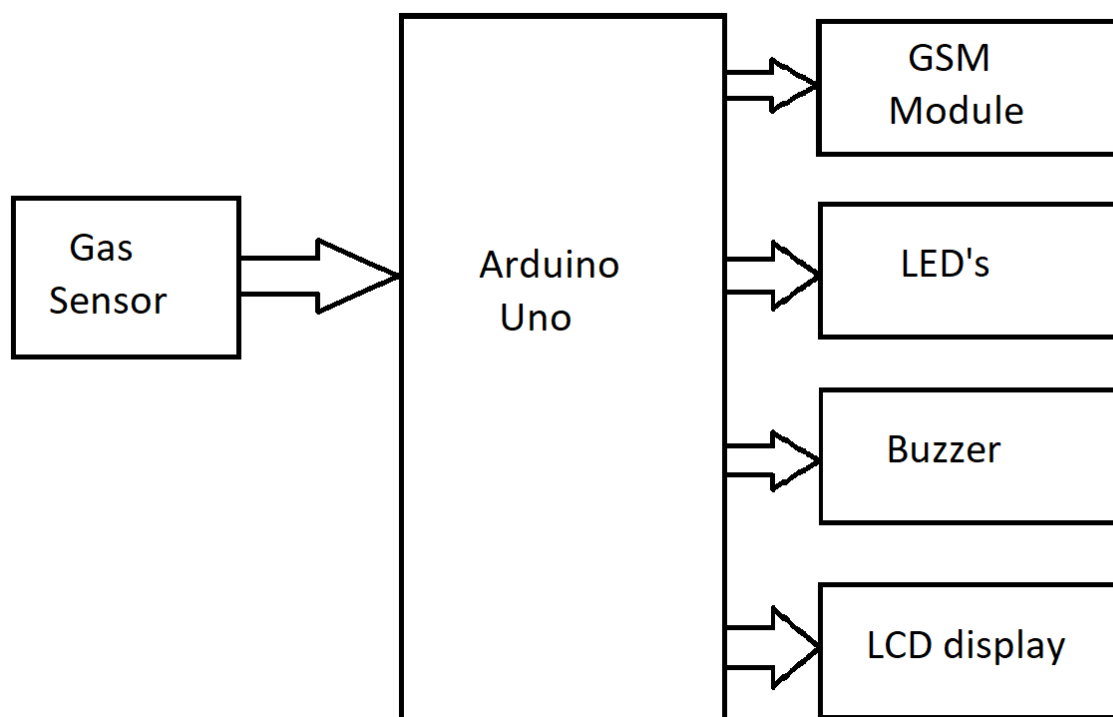 Gas
Sensor
Arduino
Uno
GSM
Module
LED's
Buzzer
LCD display